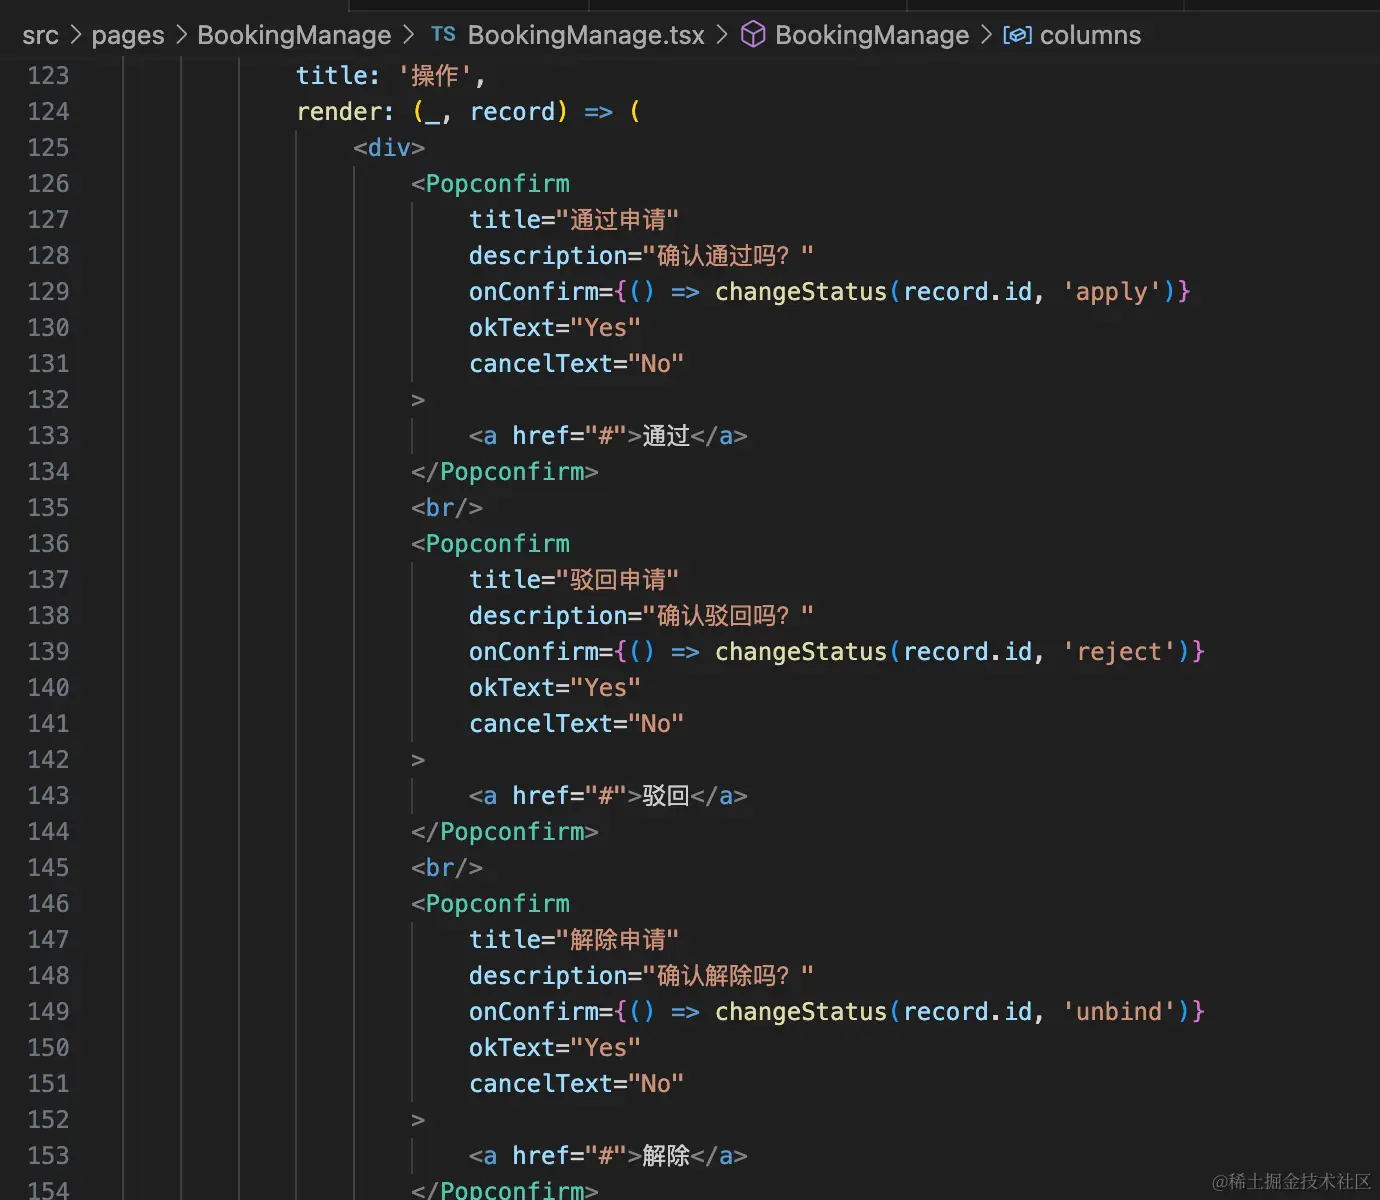 src > pages > BookingManage > TS BookingManage.tsx > BookingManage > columns
123 title: '操作',
124 render: (_, record) => (
125 <div>
126 <Popconfirm
127 title="通过申请"
128 description="确认通过吗？"
129 onConfirm={() => changeStatus(record.id, 'apply')}
130 okText="Yes"
131 cancelText="No"
132 >
133 <a href="#">通过</a>
134 </Popconfirm>
135 <br/>
136 <Popconfirm
137 title="驳回申请"
138 description="确认驳回吗？"
139 onConfirm={() => changeStatus(record.id, 'reject')}
140 okText="Yes"
141 cancelText="No"
142 >
143 <a href="#">驳回</a>
144 </Popconfirm>
145 <br/>
146 <Popconfirm
147 title="解除申请"
148 description="确认解除吗？"
149 onConfirm={() => changeStatus(record.id, 'unbind')}
150 okText="Yes"
151 cancelText="No"
152 >
153 <a href="#">解除</a>
154 </Popconfirm>
@稀土掘金技术社区